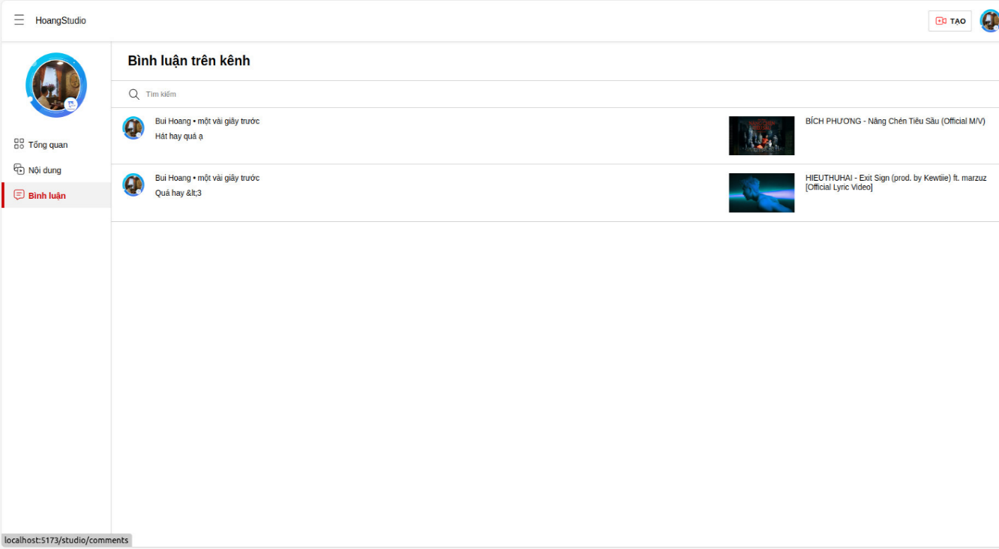 HoangStudio
TẠO
Bình luận trên kênh
Tìm kiếm
Tổng quan
Nội dung
Bình luận
Bui Hoang • một vài giây trước
Hát hay quá ạ
BÍCH PHƯƠNG - Nâng Chén Tiêu Sầu (Official M/V)
Bui Hoang • một vài giây trước
Quá hay &lt;3
HIEUTHUHAI - Exit Sign (prod. by Kewtiie) ft. marzuz
[Official Lyric Video]
localhost:5173/studio/comments